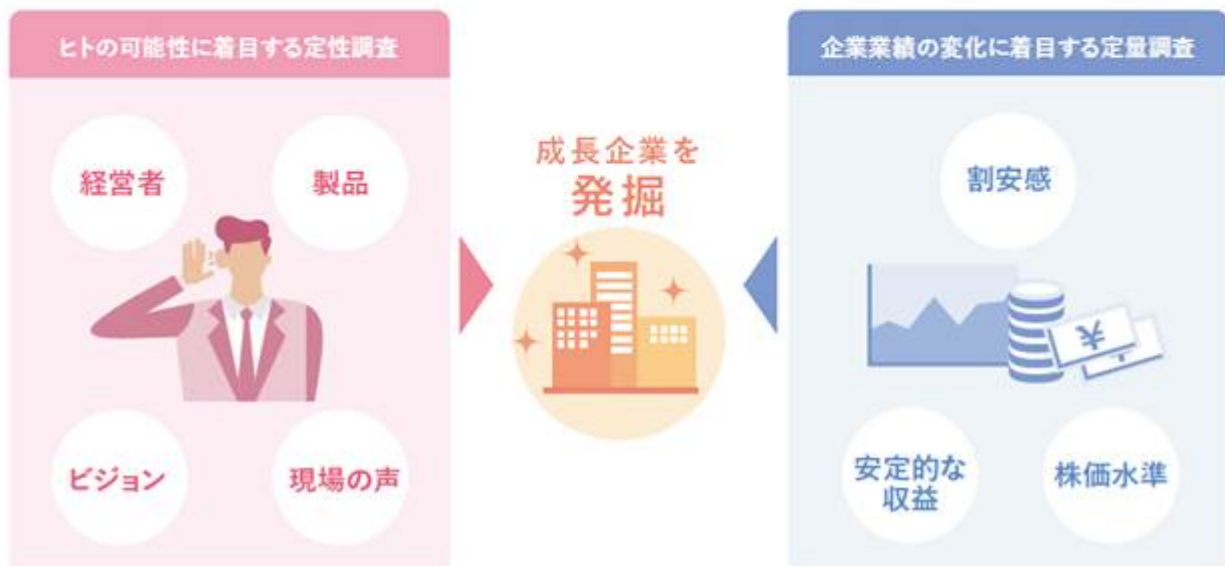 ヒトの可能性に着目する定性調査
経営者
製品
ビジョン
現場の声
成長企業を
発掘
企業業績の変化に着目する定量調査
割安感
¥
安定的な
収益
株価水準